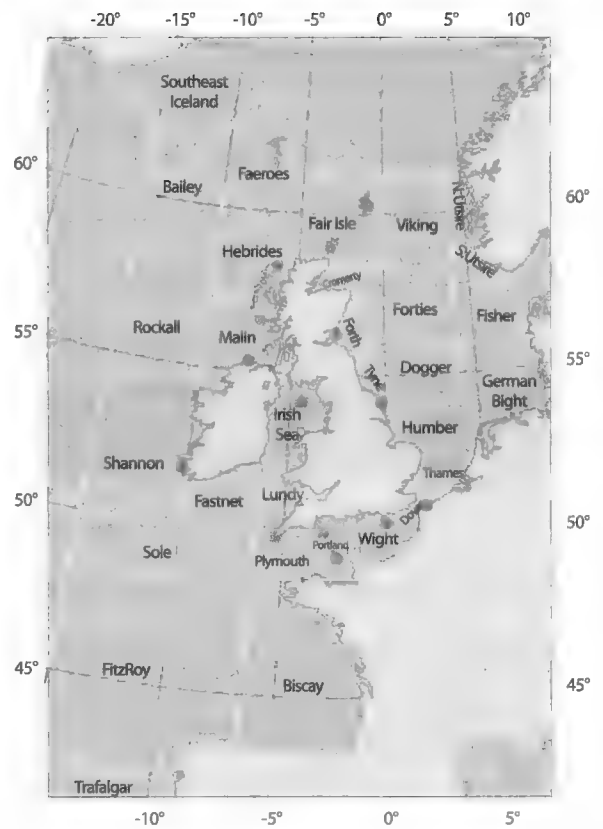 -20° -15° -10° -5° 0° 5° 10°
Southeast
Iceland
60°
Faeroes
Bailey
N.Utsire
60°
Fair Isle
Viking
Hebrides
S.Utsire
Cromarty
Forties
Fisher
Rockall
Malin
Forth
55°
55°
Dogger
Tyne
German
Bight
Irish
Sea
Humber
Shannon
Thames
Fastnet
Lundy
50°
Dover
50°
Sole
Portland
Wight
Plymouth
45°
FitzRoy
Biscay
45°
Trafalgar
-10° -5° 0° 5°